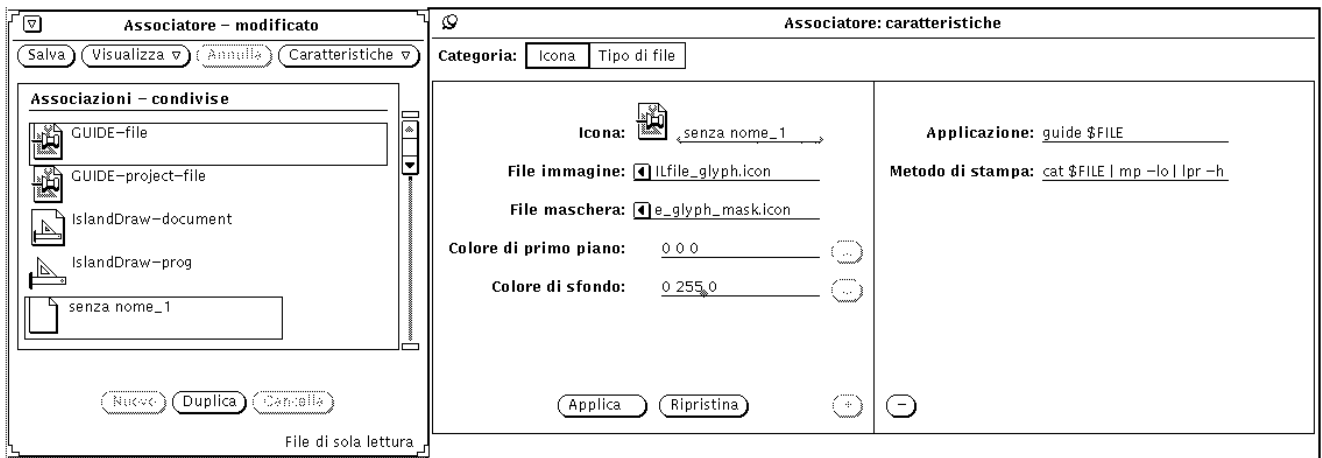 Associatore – modificato
Salva Visualizza Annulla Caratteristiche
Associazioni – condivise
GUIDE–file
GUIDE–project–file
IslandDraw–document
IslandDraw–prog
senza nome_1
Nuovo Duplica Cancella
File di sola lettura
Associatore: caratteristiche
Categoria: Icona Tipo di file
Icona: senza nome_1
File immagine: ILfile_glyph.icon
File maschera: e_glyph_mask.icon
Colore di primo piano: 0 0 0 ...
Colore di sfondo: 0 255 0 ...
Applica Ripristina +
Applicazione: guide $FILE
Metodo di stampa: cat $FILE | mp –lo | lpr –h
–